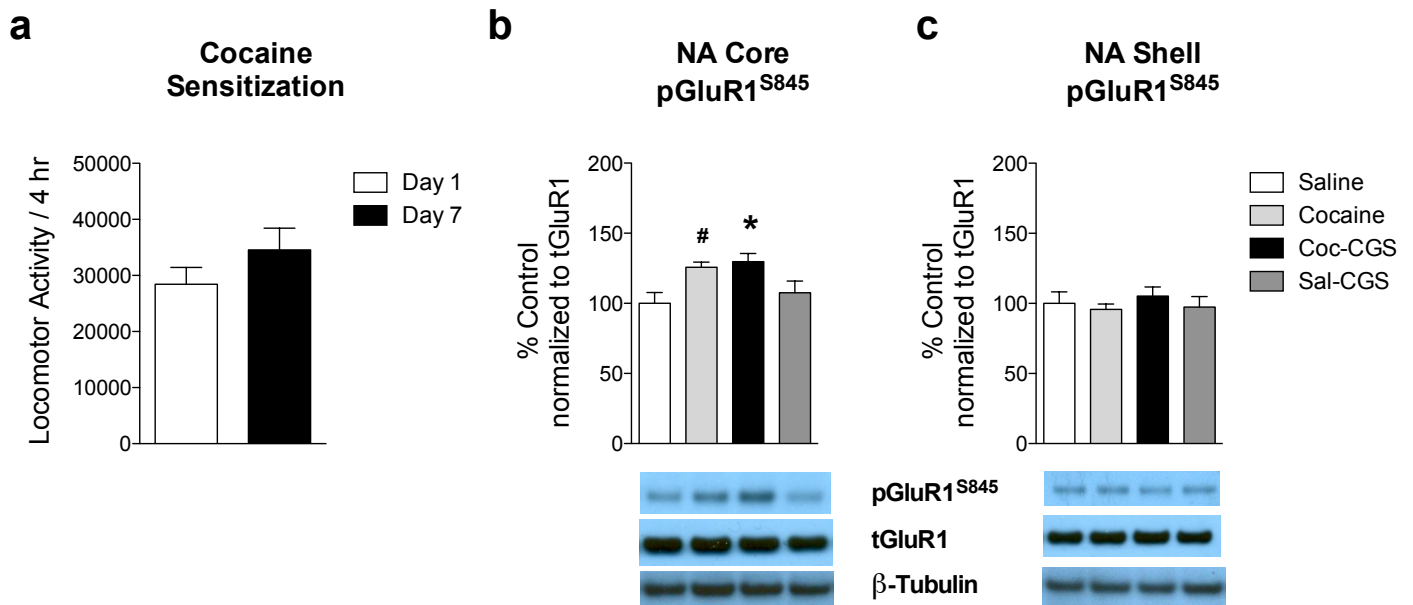 a
Cocaine
Sensitization
Locomotor Activity / 4 hr
50000
40000
30000
20000
10000
0
Day 1
Day 7
b
NA Core
pGluR1S845
% Control
normalized to tGluR1
200
150
100
50
0
#
*
c
NA Shell
pGluR1S845
% Control
normalized to tGluR1
200
150
100
50
0
Saline
Cocaine
Coc-CGS
Sal-CGS
pGluR1S845
tGluR1
β-Tubulin